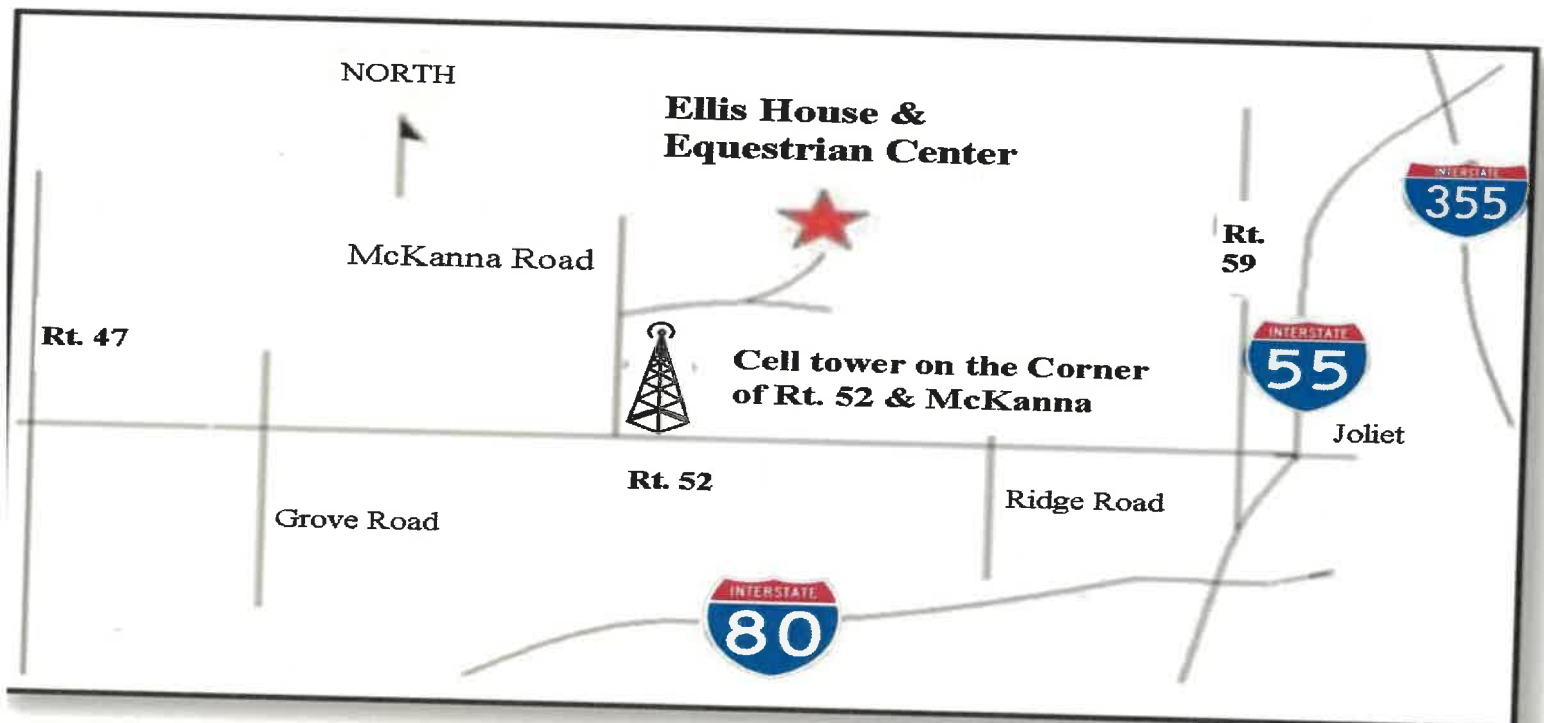 NORTH
Ellis House &
Equestrian Center
McKanna Road
Rt.
59
INTERSTATE
355
Rt. 47
INTERSTATE
55
Cell tower on the Corner
of Rt. 52 & McKanna
Joliet
Rt. 52
Ridge Road
Grove Road
INTERSTATE
80